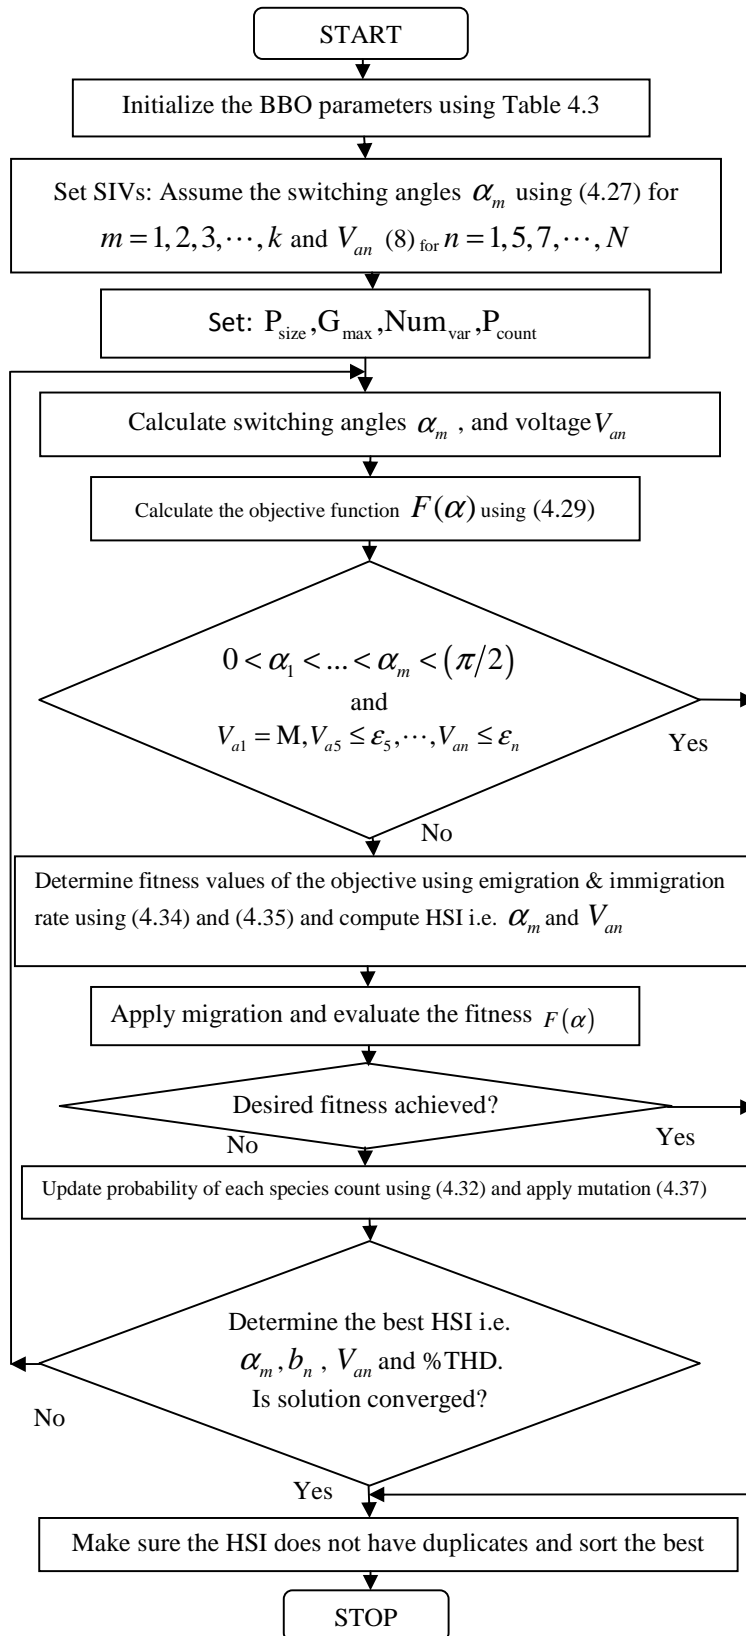 START
Initialize the BBO parameters using Table 4.3
Set SIVs: Assume the switching angles α_m using (4.27) for
m = 1, 2, 3, ⋯, k and V_an (8) for n = 1, 5, 7, ⋯, N
Set: P_size, G_max, Num_var, P_count
Calculate switching angles α_m , and voltage V_an
Calculate the objective function F(α) using (4.29)
0 < α_1 < ... < α_m < (π/2)
and
V_a1 = M, V_a5 ≤ ε_5, ⋯, V_an ≤ ε_n
Yes
No
Determine fitness values of the objective using emigration & immigration
rate using (4.34) and (4.35) and compute HSI i.e. α_m and V_an
Apply migration and evaluate the fitness F(α)
Desired fitness achieved?
No
Yes
Update probability of each species count using (4.32) and apply mutation (4.37)
Determine the best HSI i.e.
α_m, b_n , V_an and %THD.
Is solution converged?
No
Yes
Make sure the HSI does not have duplicates and sort the best
STOP